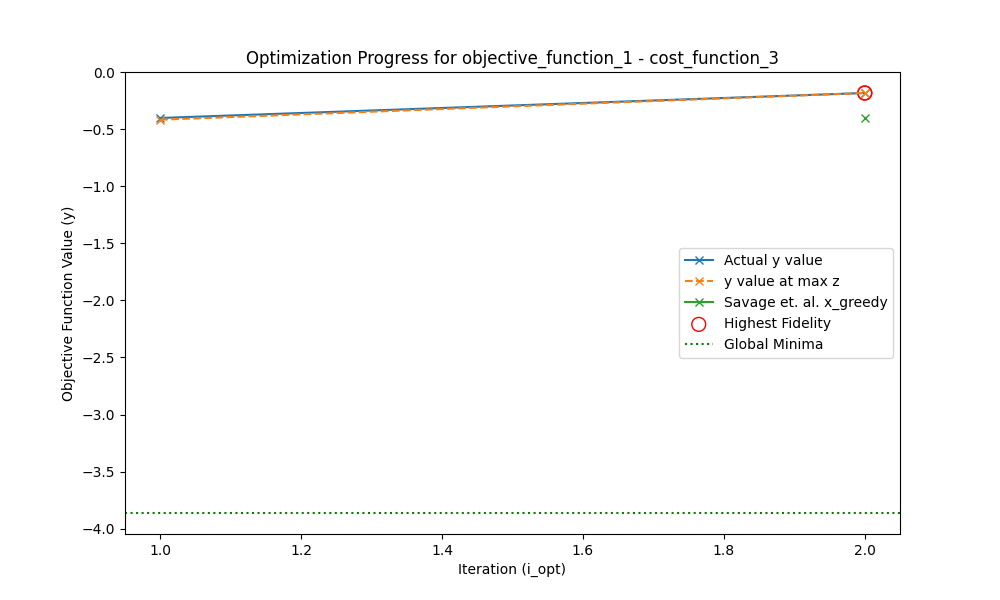 Optimization Progress for objective_function_1 - cost_function_3
Objective Function Value (y)
0.0
−0.5
−1.0
−1.5
−2.0
−2.5
−3.0
−3.5
−4.0
Actual y value
y value at max z
Savage et. al. x_greedy
Highest Fidelity
Global Minima
1.0 1.2 1.4 1.6 1.8 2.0
Iteration (i_opt)